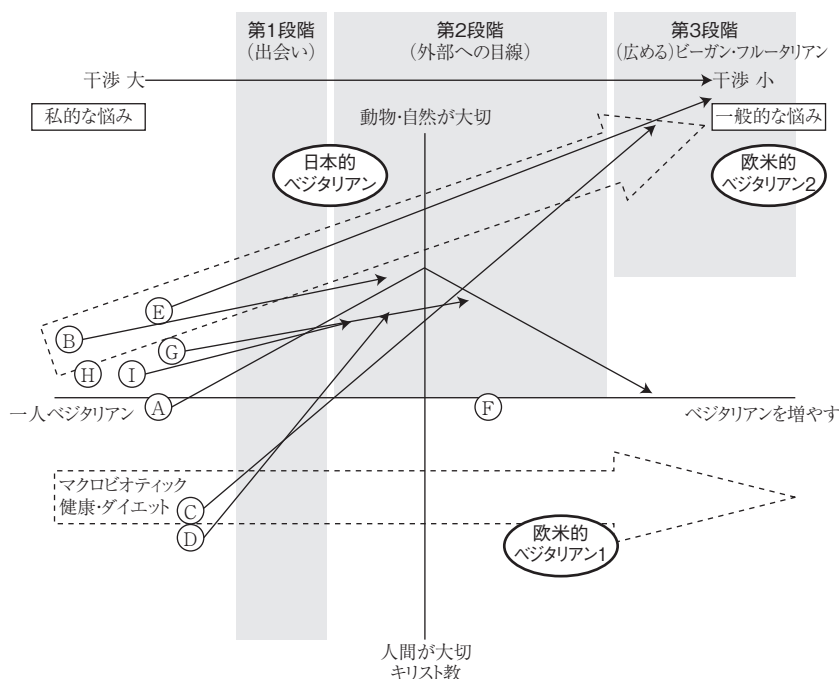 第1段階
(出会い)
第2段階
(外部への目線)
第3段階
(広める)ビーガン・フルータリアン
干渉 大
干渉 小
私的な悩み
動物・自然が大切
一般的な悩み
日本的
ベジタリアン
欧米的
ベジタリアン2
E
B
G
H
I
一人ベジタリアン
A
F
ベジタリアンを増やす
マクロビオティック
健康・ダイエット
C
D
欧米的
ベジタリアン1
人間が大切
キリスト教